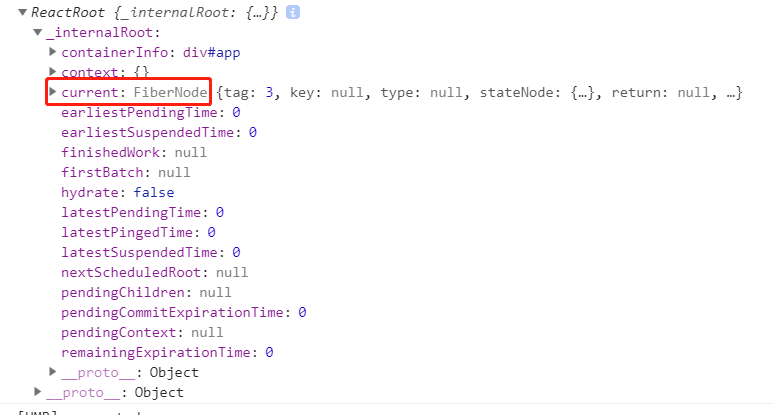 ▼ReactRoot {_internalRoot: {…}} i
▼_internalRoot:
▶containerInfo: div#app
▶context: {}
▶current: FiberNode {tag: 3, key: null, type: null, stateNode: {…}, return: null, …}
earliestPendingTime: 0
earliestSuspendedTime: 0
finishedWork: null
firstBatch: null
hydrate: false
latestPendingTime: 0
latestPingedTime: 0
latestSuspendedTime: 0
nextScheduledRoot: null
pendingChildren: null
pendingCommitExpirationTime: 0
pendingContext: null
remainingExpirationTime: 0
▶__proto__: Object
▶__proto__: Object